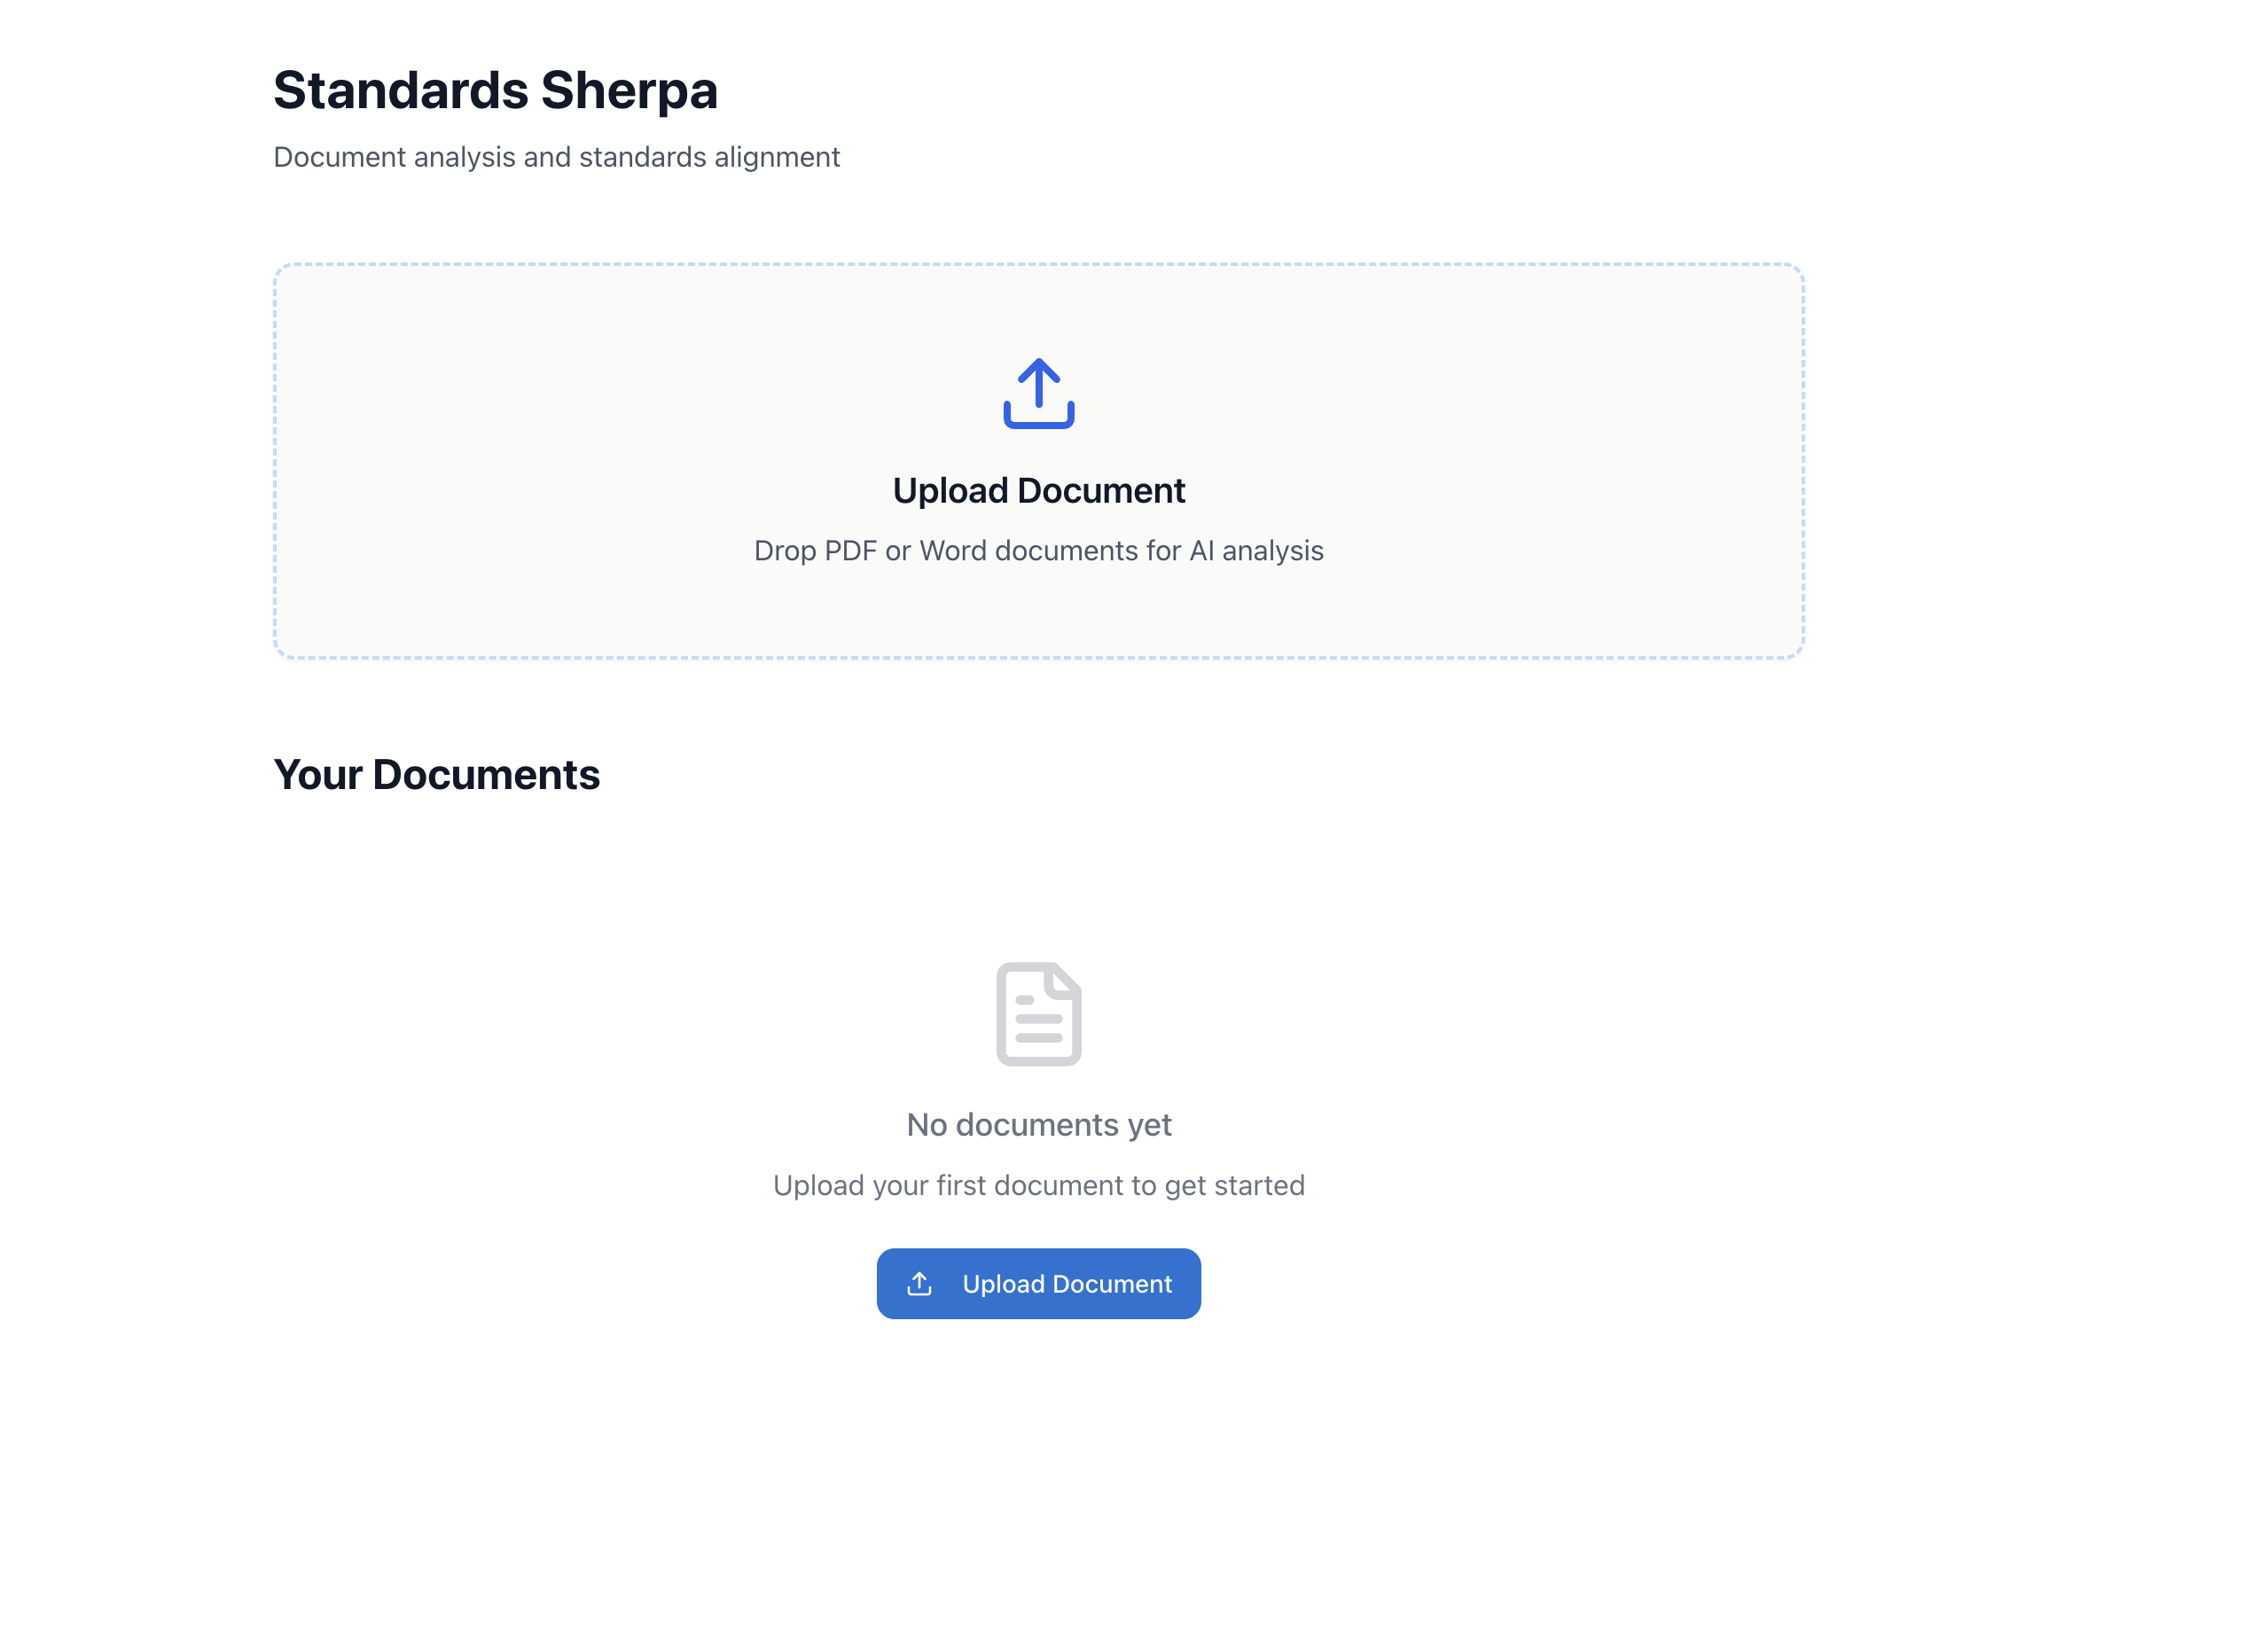 Standards Sherpa
Document analysis and standards alignment
Upload Document
Drop PDF or Word documents for AI analysis
Your Documents
No documents yet
Upload your first document to get started
Upload Document